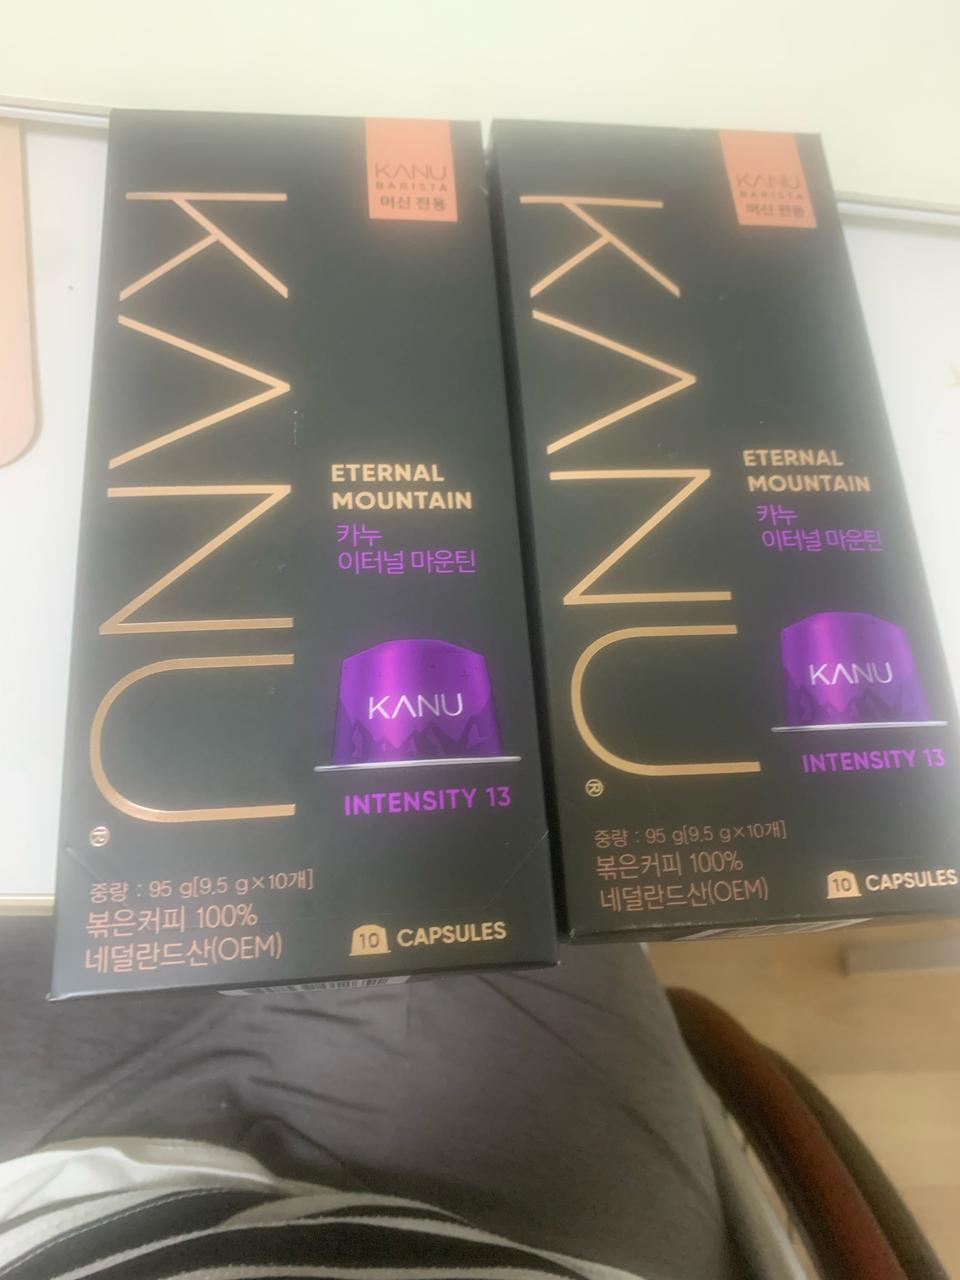 KANU
BARISTA
머신 전용
KANU
®
ETERNAL
MOUNTAIN
카누
이터널 마운틴
KANU
INTENSITY 13
중량 : 95 g[9.5 g×10개]
볶은커피 100%
네덜란드산(OEM)
10 CAPSULES
KANU
BARISTA
머신 전용
KANU
®
ETERNAL
MOUNTAIN
카누
이터널 마운틴
KANU
INTENSITY 13
중량 : 95 g[9.5 g×10개]
볶은커피 100%
네덜란드산(OEM)
10 CAPSULES